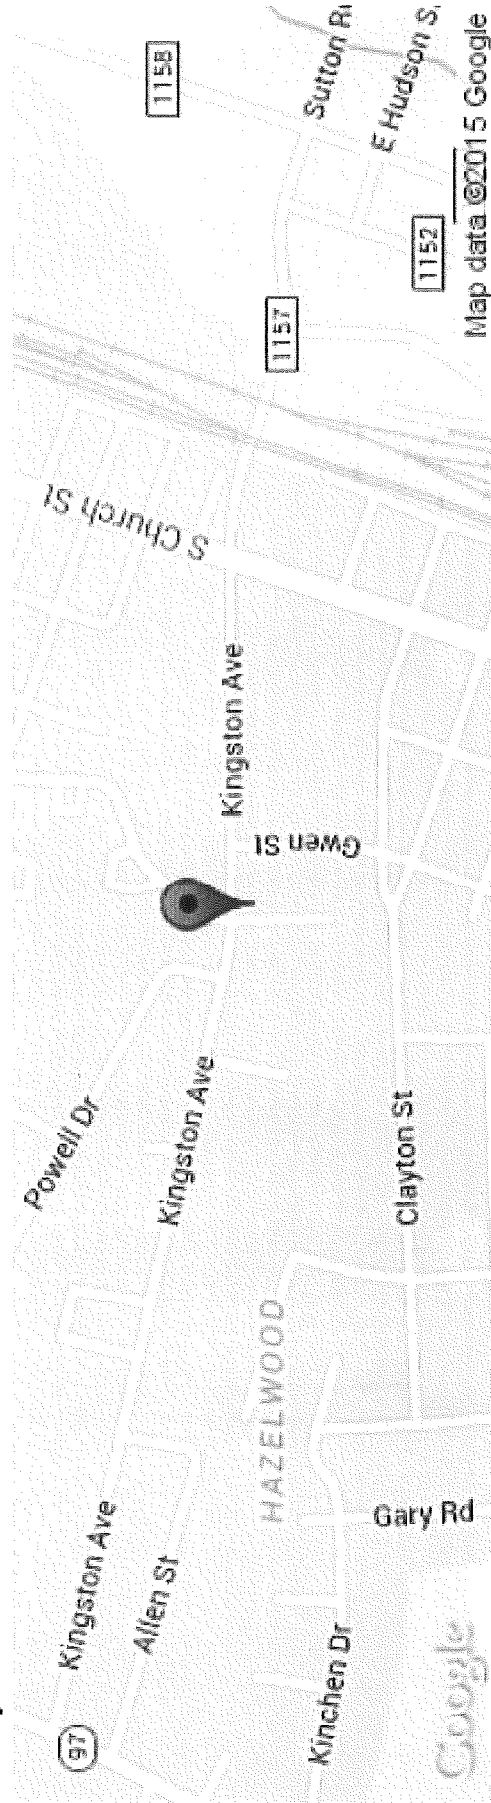 1158
Sutton R
E Hudson S
1152
1157
Map data ©2015 Google
S Church St
Kingston Ave
Gwen St
Powell Dr
Kingston Ave
Clayton St
HAZELWOOD
Kingston Ave
Allen St
Gary Rd
97
Kinchen Dr
Google